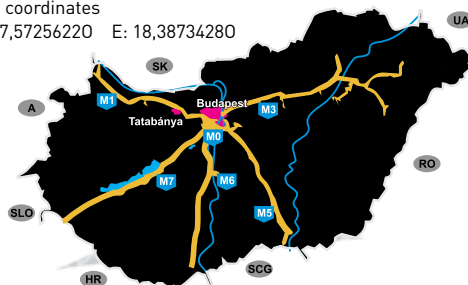 coordinates
7,57256220 E: 18,38734280
UA
SK
A
M1
Budapest
M3
Tatabánya
M0
RO
M7
M6
SLO
M5
SCG
HR